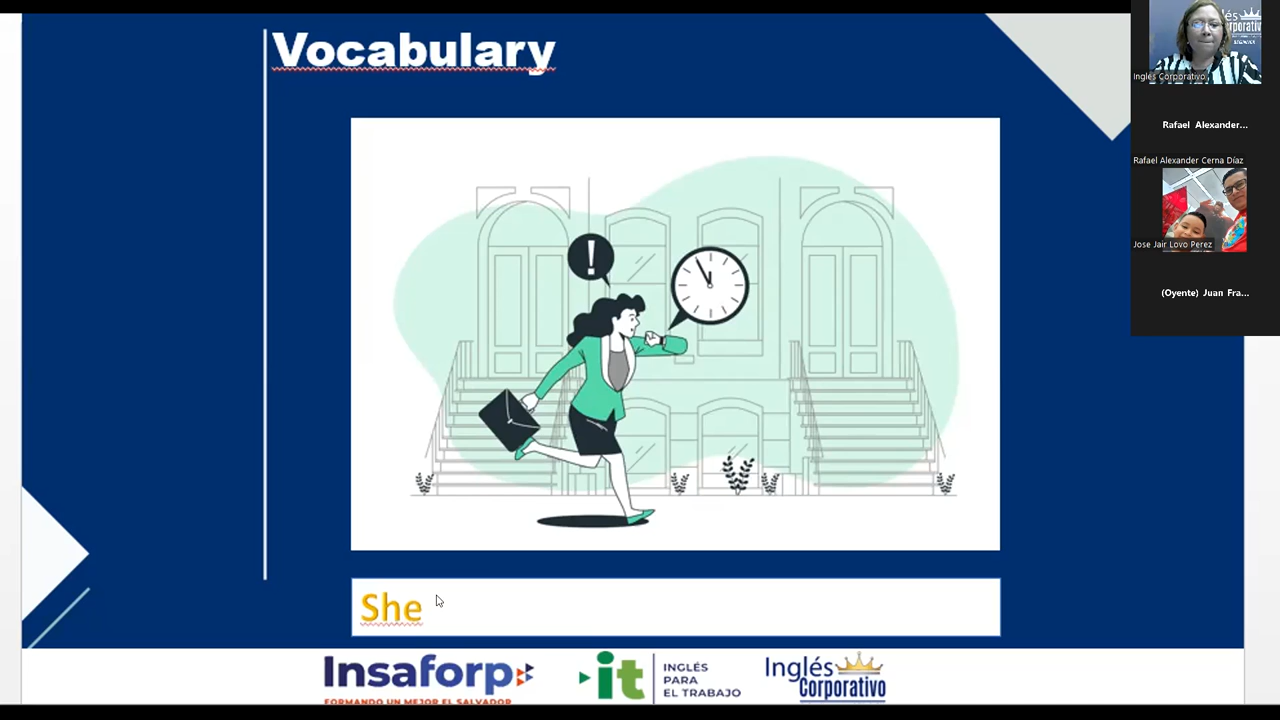 Vocabulary
!
She
Insaforp
FORMANDO UN MEJOR EL SALVADOR
it
INGLÉS
PARA
EL TRABAJO
Inglés
Corporativo
Inglés Corporativo
Rafael Alexander...
Rafael Alexander Cerna Díaz
Jose Jair Lovo Perez
(Oyente) Juan Fra...